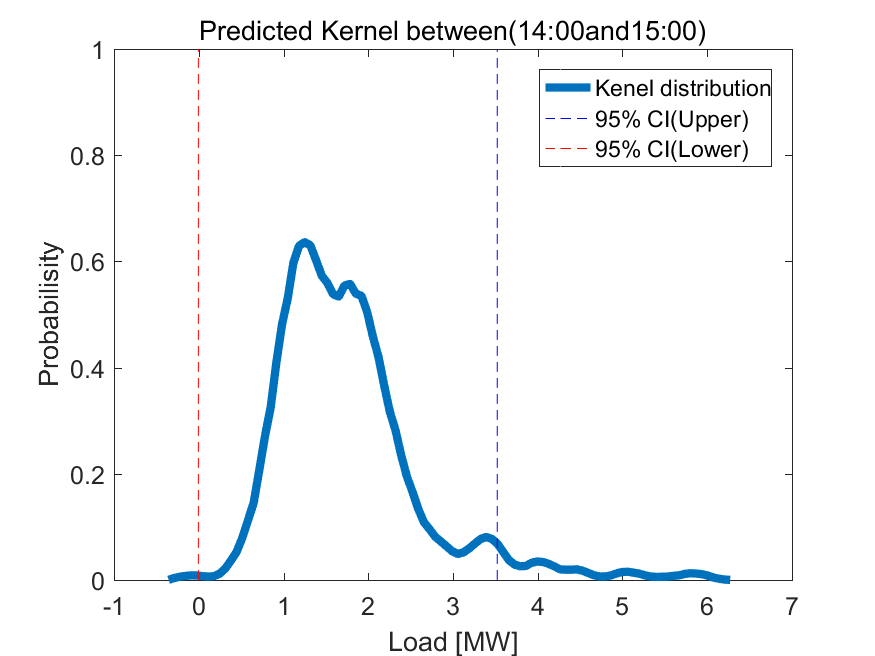 Predicted Kernel between(14:00and15:00)
1
0.8
0.6
0.4
0.2
0
Probabilisity
Kenel distribution
95% CI(Upper)
95% CI(Lower)
-1 0 1 2 3 4 5 6 7
Load [MW]